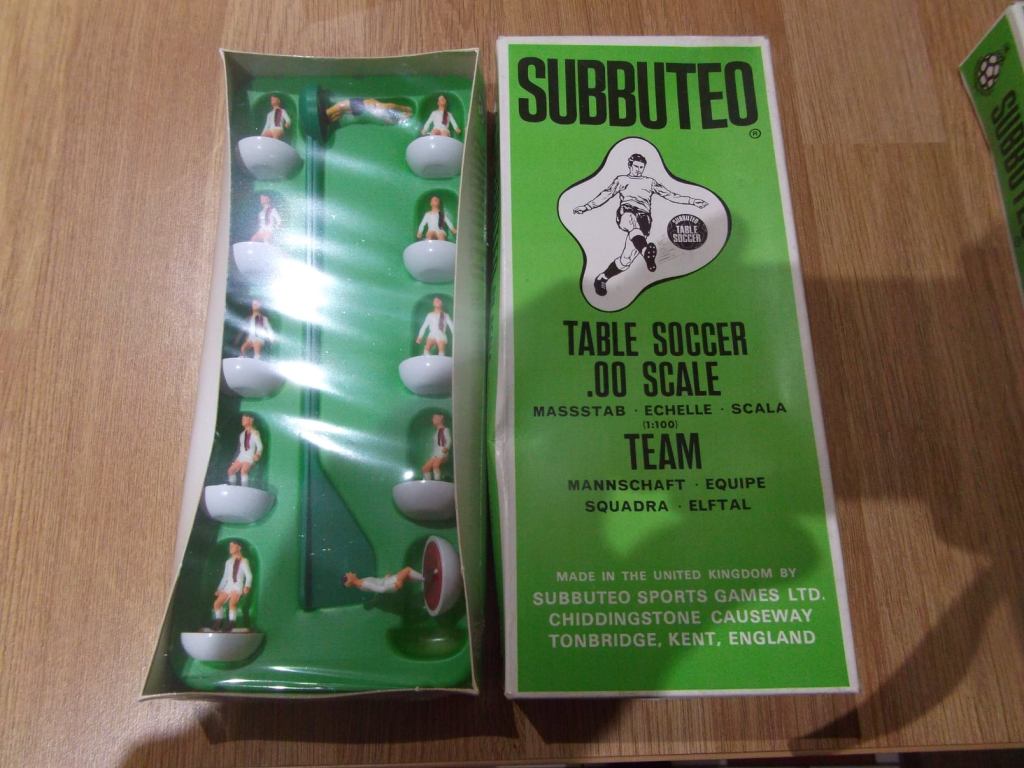 SUBBUTEO
®
SUBBUTEO
TABLE
SOCCER
TABLE SOCCER
.00 SCALE
MASSSTAB · ECHELLE · SCALA
(1:100)
TEAM
MANNSCHAFT · EQUIPE
SQUADRA · ELFTAL
MADE IN THE UNITED KINGDOM BY
SUBBUTEO SPORTS GAMES LTD.
CHIDDINGSTONE CAUSEWAY
TONBRIDGE, KENT, ENGLAND
SUBBUTEO